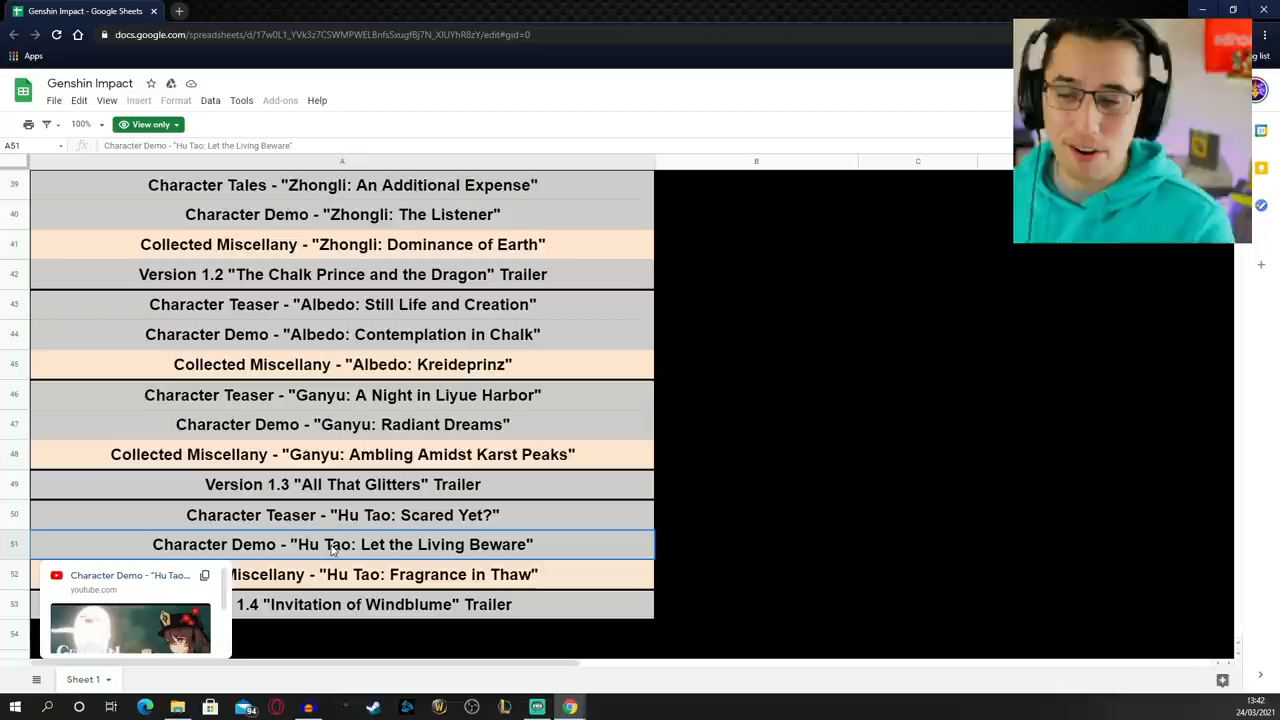 Genshin Impact - Google Sheets
docs.google.com/spreadsheets/d/17w0L1_YVk3z7CSWMPWELBnfsSxugfBj7N_XIUYhR8zY/edit#gid=0
Apps
ng list
Genshin Impact
File Edit View Insert Format Data Tools Add-ons Help
100% View only
A51 fx Character Demo - "Hu Tao: Let the Living Beware"
A B C
39 Character Tales - "Zhongli: An Additional Expense"
40 Character Demo - "Zhongli: The Listener"
41 Collected Miscellany - "Zhongli: Dominance of Earth"
42 Version 1.2 "The Chalk Prince and the Dragon" Trailer
43 Character Teaser - "Albedo: Still Life and Creation"
44 Character Demo - "Albedo: Contemplation in Chalk"
45 Collected Miscellany - "Albedo: Kreideprinz"
46 Character Teaser - "Ganyu: A Night in Liyue Harbor"
47 Character Demo - "Ganyu: Radiant Dreams"
48 Collected Miscellany - "Ganyu: Ambling Amidst Karst Peaks"
49 Version 1.3 "All That Glitters" Trailer
50 Character Teaser - "Hu Tao: Scared Yet?"
51 Character Demo - "Hu Tao: Let the Living Beware"
52 Miscellany - "Hu Tao: Fragrance in Thaw"
53 1.4 "Invitation of Windblume" Trailer
54
Character Demo - "Hu Tao...
youtube.com
Sheet 1
94
13:42
24/03/2021